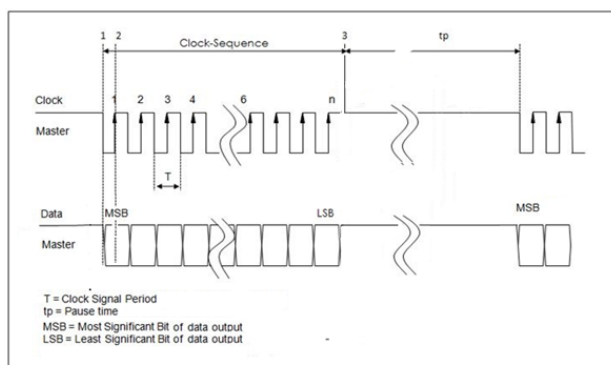 1 2 Clock-Sequence 3 tp
Clock 1 2 3 4 6 n
Master
T
Data MSB LSB MSB
Master
T = Clock Signal Period
tp = Pause time
MSB = Most Significant Bit of data output
LSB = Least Significant Bit of data output